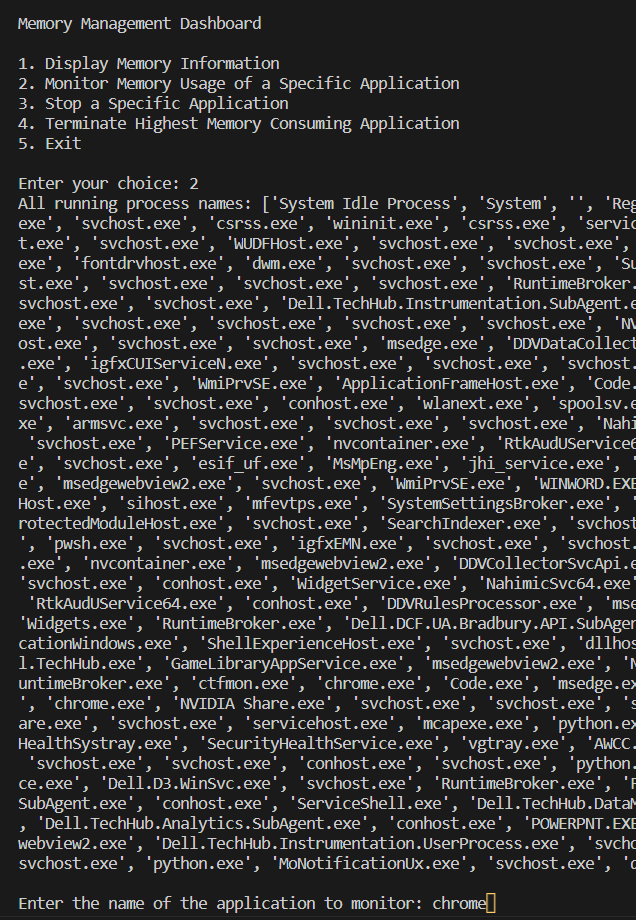 Memory Management Dashboard
1. Display Memory Information
2. Monitor Memory Usage of a Specific Application
3. Stop a Specific Application
4. Terminate Highest Memory Consuming Application
5. Exit
Enter your choice: 2
All running process names: ['System Idle Process', 'System', '', 'Reg
exe', 'svchost.exe', 'csrss.exe', 'wininit.exe', 'csrss.exe', 'servic
t.exe', 'svchost.exe', 'WUDFHost.exe', 'svchost.exe', 'svchost.exe',
exe', 'fontdrvhost.exe', 'dwm.exe', 'svchost.exe', 'svchost.exe', 'Su
st.exe', 'svchost.exe', 'svchost.exe', 'svchost.exe', 'RuntimeBroker.
svchost.exe', 'svchost.exe', 'Dell.TechHub.Instrumentation.SubAgent.e
exe', 'svchost.exe', 'svchost.exe', 'svchost.exe', 'svchost.exe', 'NV
ost.exe', 'svchost.exe', 'svchost.exe', 'msedge.exe', 'DDVDataCollect
.exe', 'igfxCUIServiceN.exe', 'svchost.exe', 'svchost.exe', 'svchost.
e', 'svchost.exe', 'WmiPrvSE.exe', 'ApplicationFrameHost.exe', 'Code.
svchost.exe', 'svchost.exe', 'conhost.exe', 'wlanext.exe', 'spoolsv.e
xe', 'armsvc.exe', 'svchost.exe', 'svchost.exe', 'svchost.exe', 'Nahi
'svchost.exe', 'PEFService.exe', 'nvcontainer.exe', 'RtkAudUService6
e', 'svchost.exe', 'esif_uf.exe', 'MsMpEng.exe', 'jhi_service.exe', '
e', 'msedgewebview2.exe', 'svchost.exe', 'WmiPrvSE.exe', 'WINWORD.EXE
Host.exe', 'sihost.exe', 'mfevtps.exe', 'SystemSettingsBroker.exe', '
rotectedModuleHost.exe', 'svchost.exe', 'SearchIndexer.exe', 'svchost
', 'pwsh.exe', 'svchost.exe', 'igfxEMN.exe', 'svchost.exe', 'svchost.
.exe', 'nvcontainer.exe', 'msedgewebview2.exe', 'DDVCollectorSvcApi.e
'svchost.exe', 'conhost.exe', 'WidgetService.exe', 'NahimicSvc64.exe'
'RtkAudUService64.exe', 'conhost.exe', 'DDVRulesProcessor.exe', 'mse
'Widgets.exe', 'RuntimeBroker.exe', 'Dell.DCF.UA.Bradbury.API.SubAgen
cationWindows.exe', 'ShellExperienceHost.exe', 'svchost.exe', 'dllhos
l.TechHub.exe', 'GameLibraryAppService.exe', 'msedgewebview2.exe', 'N
untimeBroker.exe', 'ctfmon.exe', 'chrome.exe', 'Code.exe', 'msedge.ex
', 'chrome.exe', 'NVIDIA Share.exe', 'svchost.exe', 'svchost.exe', 's
are.exe', 'svchost.exe', 'servicehost.exe', 'mcapexe.exe', 'python.ex
HealthSystray.exe', 'SecurityHealthService.exe', 'vgtray.exe', 'AWCC.
'svchost.exe', 'svchost.exe', 'conhost.exe', 'svchost.exe', 'python.
ce.exe', 'Dell.D3.WinSvc.exe', 'svchost.exe', 'RuntimeBroker.exe', 'F
SubAgent.exe', 'conhost.exe', 'ServiceShell.exe', 'Dell.TechHub.DataM
, 'Dell.TechHub.Analytics.SubAgent.exe', 'conhost.exe', 'POWERPNT.EXE
webview2.exe', 'Dell.TechHub.Instrumentation.UserProcess.exe', 'svcho
svchost.exe', 'python.exe', 'MoNotificationUx.exe', 'svchost.exe', 'd
Enter the name of the application to monitor: chrome